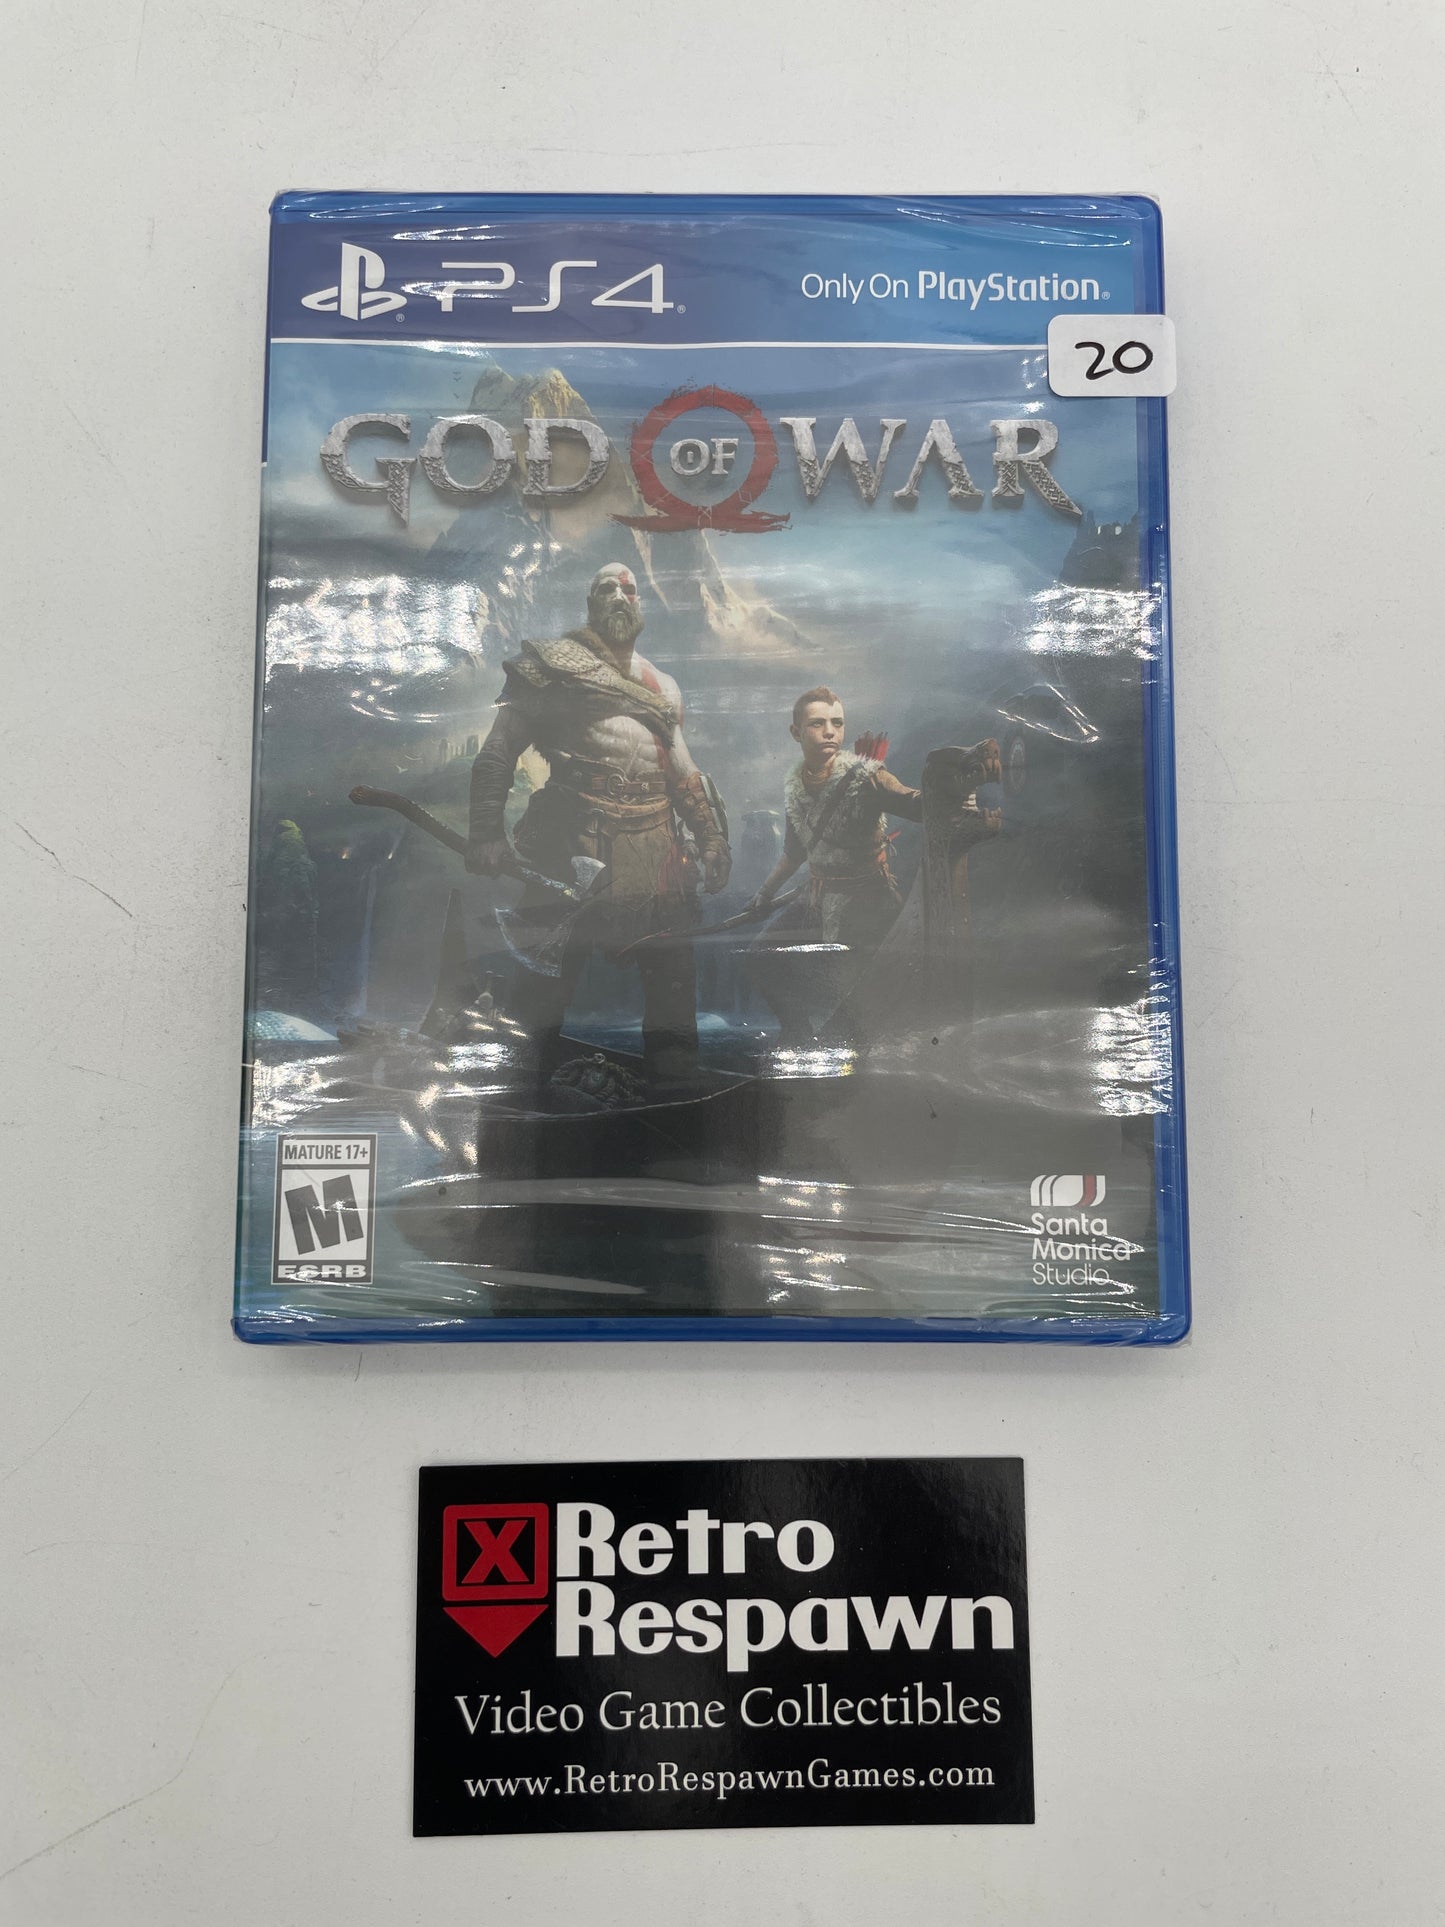 PS4®
Only On PlayStation®
20
GOD OF WAR
MATURE 17+
M
ESRB
Santa
Monica
Studio
X
Retro
Respawn
Video Game Collectibles
www.RetroRespawnGames.com